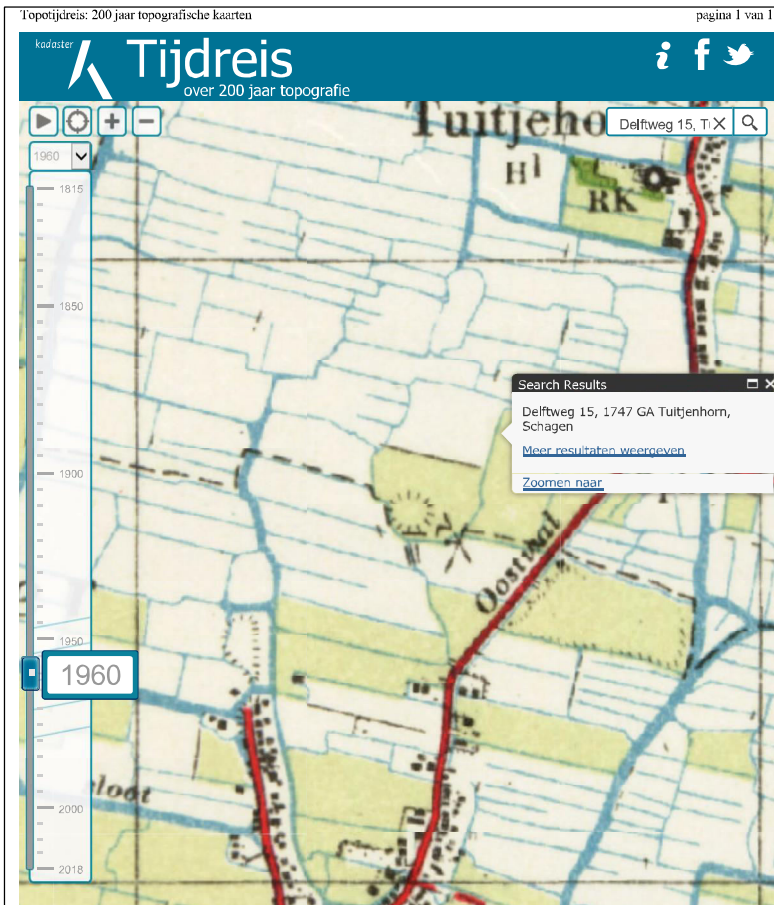 Topotijdreis: 200 jaar topografische kaarten
pagina 1 van 1
kadaster
Tijdreis
over 200 jaar topografie
Tuitjeho
Delftweg 15, T
1960
H
RK
1815
1850
Search Results
Delftweg 15, 1747 GA Tuitjenhorn,
Schagen
Meer resultaten weergeven
Zoomen naar
1900
Oostwal
1950
1960
sloot
2000
2018